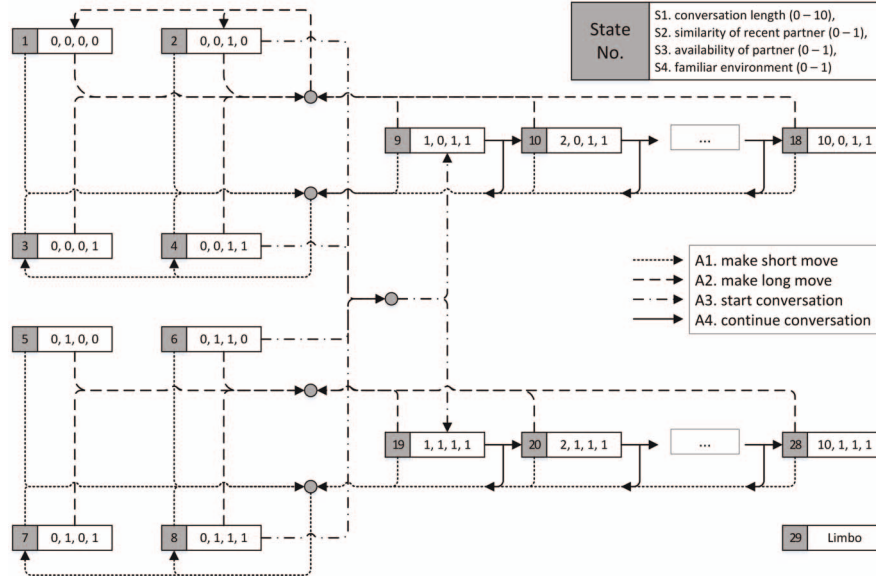 State
No.
S1. conversation length (0 – 10),
S2. similarity of recent partner (0 – 1),
S3. availability of partner (0 – 1),
S4. familiar environment (0 – 1)
1 0, 0, 0, 0
2 0, 0, 1, 0
9 1, 0, 1, 1
10 2, 0, 1, 1
...
18 10, 0, 1, 1
3 0, 0, 0, 1
4 0, 0, 1, 1
A1. make short move
A2. make long move
A3. start conversation
A4. continue conversation
5 0, 1, 0, 0
6 0, 1, 1, 0
19 1, 1, 1, 1
20 2, 1, 1, 1
...
28 10, 1, 1, 1
7 0, 1, 0, 1
8 0, 1, 1, 1
29 Limbo